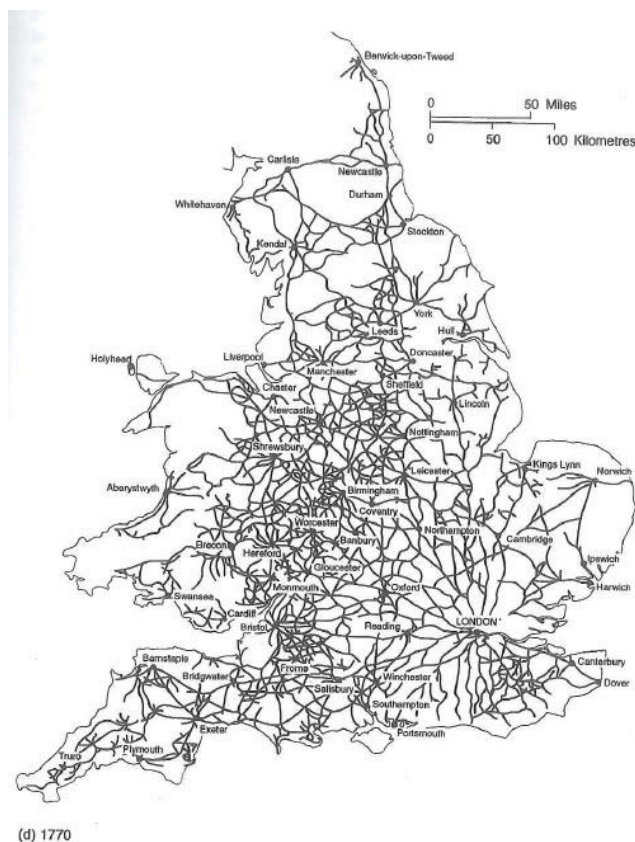 Berwick-upon-Tweed
0 50 Miles
0 50 100 Kilometres
Carlisle
Newcastle
Durham
Whitehaven
Stockton
Kendal
York
Leeds
Hull
Holyhead
Liverpool
Doncaster
Manchester
Chester
Sheffield
Lincoln
Newcastle
Nottingham
Shrewsbury
Kings Lynn
Leicester
Norwich
Aberystwyth
Birmingham
Coventry
Worcester
Northampton
Banbury
Cambridge
Brecon
Hereford
Ipswich
Gloucester
Harwich
Monmouth
Oxford
Swansea
Cardiff
Bristol
Reading
LONDON
Barnstaple
Frome
Canterbury
Bridgwater
Winchester
Dover
Salisbury
Southampton
Exeter
Portsmouth
Plymouth
Truro
(d) 1770